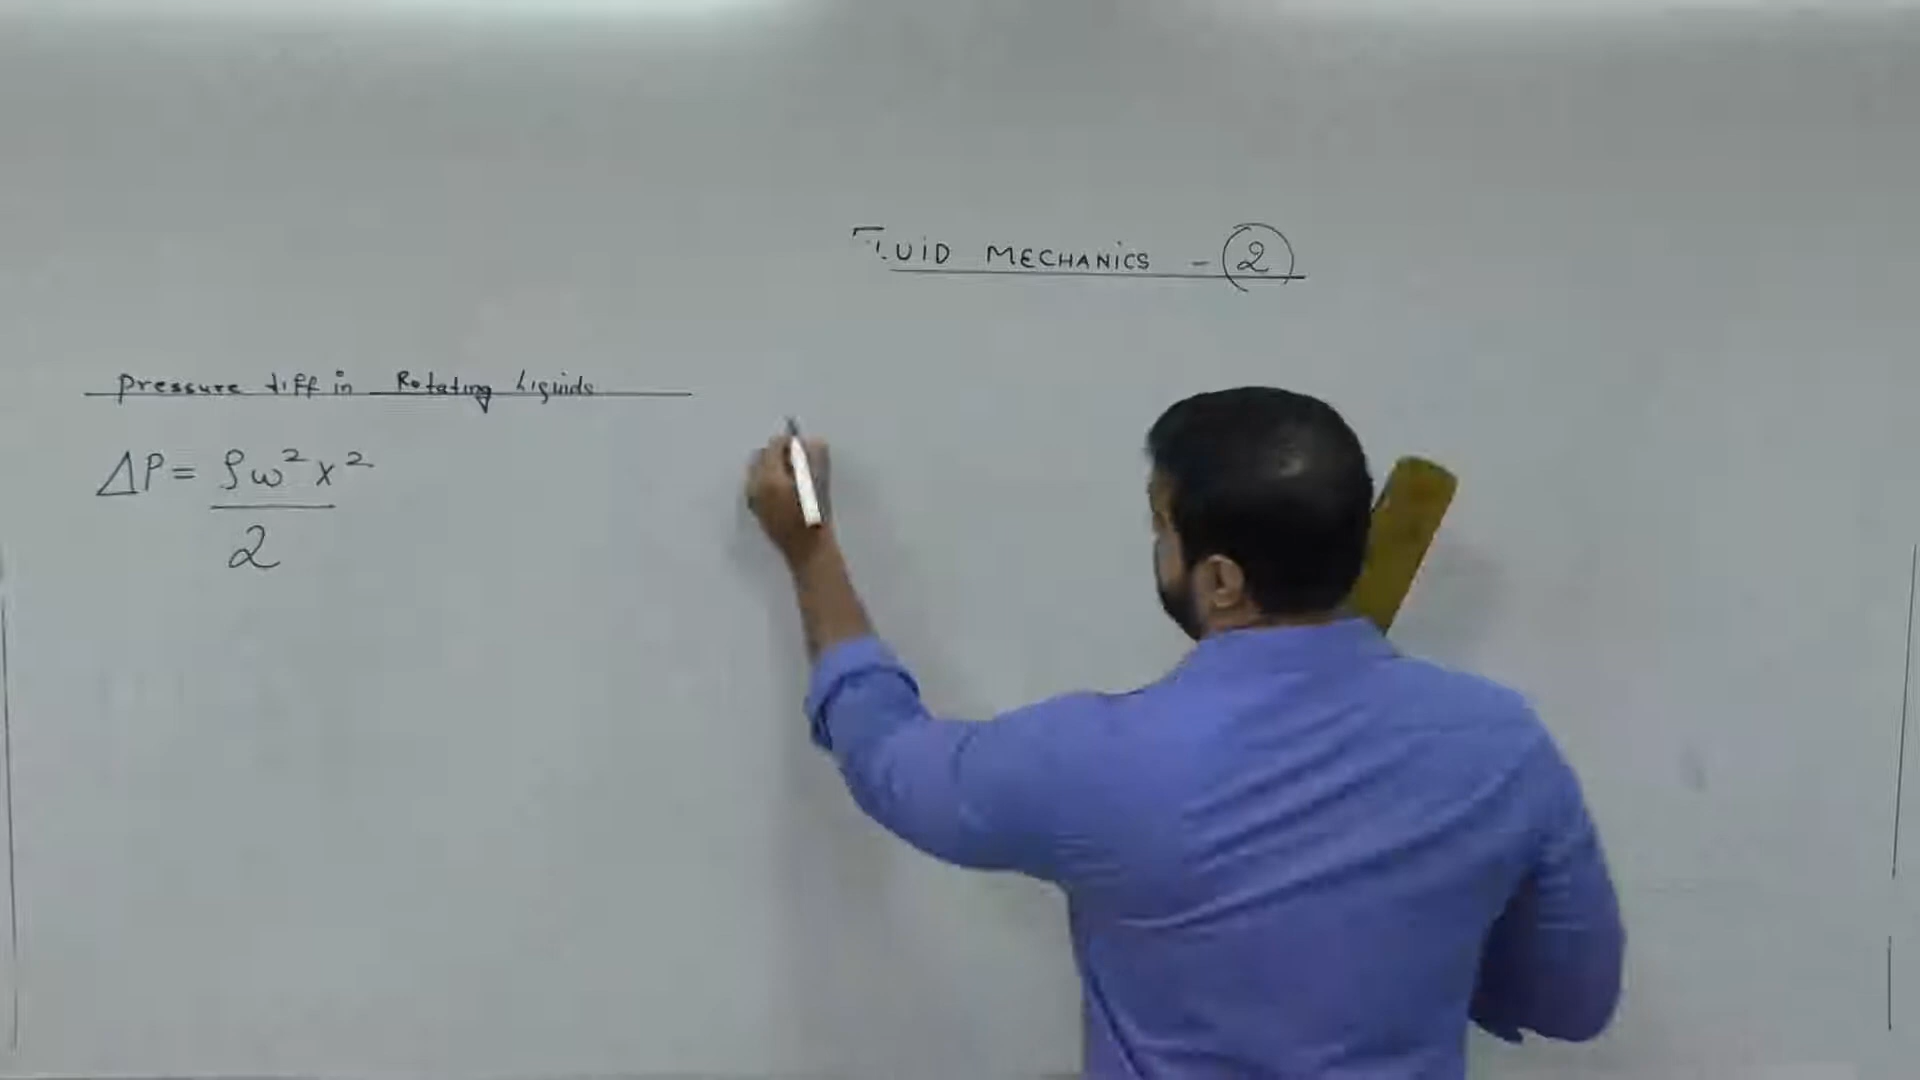 FLUID MECHANICS - 2
Pressure diff in Rotating Liquids
ΔP = ρω²x²
2